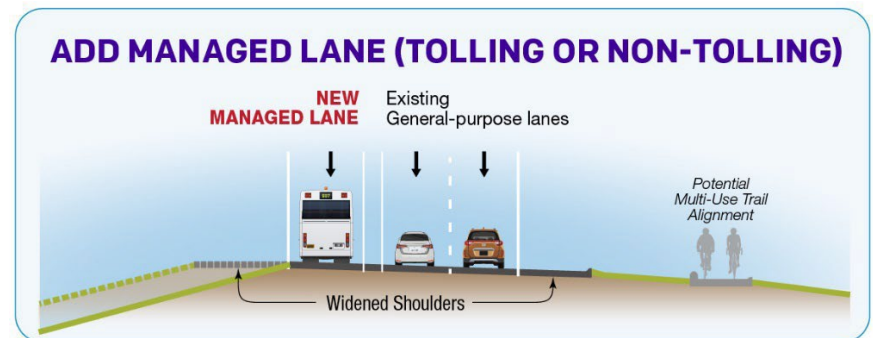 ADD MANAGED LANE (TOLLING OR NON-TOLLING)
NEW
MANAGED LANE
Existing
General-purpose lanes
Potential
Multi-Use Trail
Alignment
Widened Shoulders